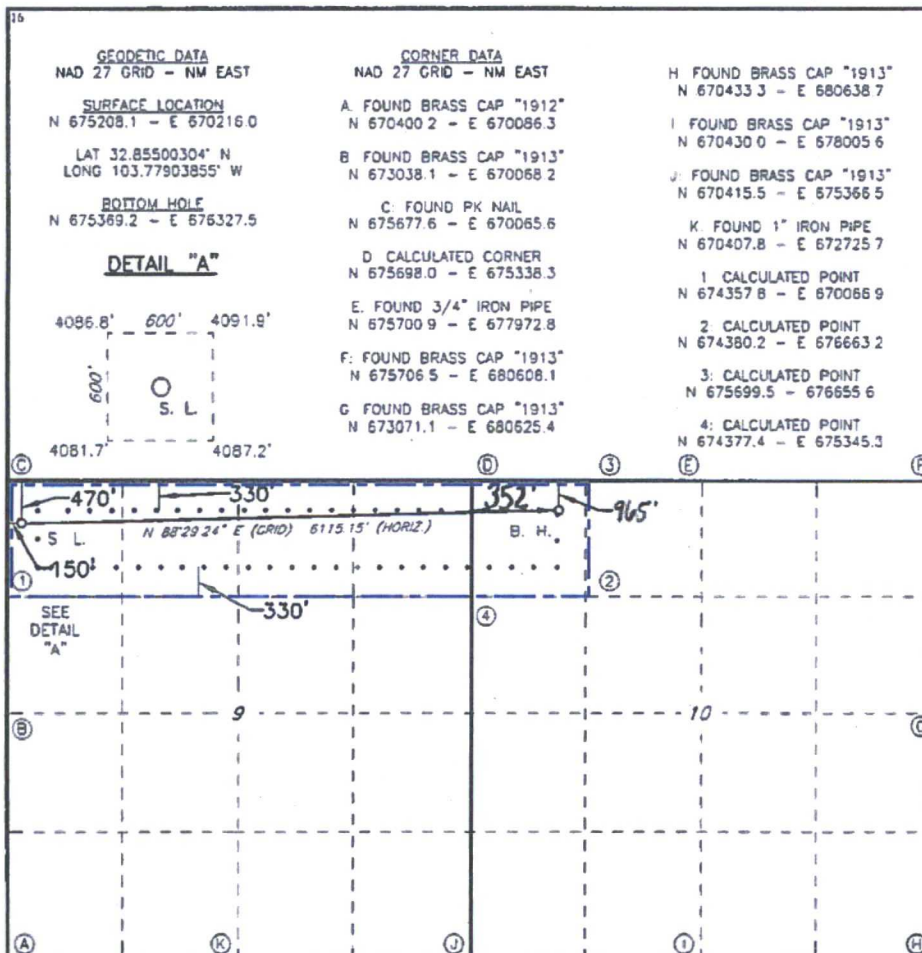 16
GEODETIC DATA
NAD 27 GRID - NM EAST
SURFACE LOCATION
N 675208.1 - E 670216.0
LAT 32.85500304° N
LONG 103.77903855° W
BOTTOM HOLE
N 675369.2 - E 676327.5
DETAIL "A"
4086.8' 600' 4091.9'
600'
S. L.
4081.7' 4087.2'
CORNER DATA
NAD 27 GRID - NM EAST
A. FOUND BRASS CAP "1912"
N 670400.2 - E 670086.3
B FOUND BRASS CAP "1913"
N 673038.1 - E 670068.2
C: FOUND PK NAIL
N 675677.6 - E 670065.6
D CALCULATED CORNER
N 675698.0 - E 675338.3
E. FOUND 3/4" IRON PIPE
N 675700.9 - E 677972.8
F: FOUND BRASS CAP "1913"
N 675706.5 - E 680608.1
G FOUND BRASS CAP "1913"
N 673071.1 - E 680625.4
H FOUND BRASS CAP "1913"
N 670433.3 - E 680638.7
I FOUND BRASS CAP "1913"
N 670430.0 - E 678005.6
J: FOUND BRASS CAP "1913"
N 670415.5 - E 675366.5
K. FOUND 1" IRON PIPE
N 670407.8 - E 672725.7
1 CALCULATED POINT
N 674357.8 - E 670066.9
2 CALCULATED POINT
N 674380.2 - E 676663.2
3: CALCULATED POINT
N 675699.5 - 676655.6
4: CALCULATED POINT
N 674377.4 - E 675345.3
C D 3 E F
470' 330' 352' 965'
S L. N 88°29'24" E (GRID) 6115.15' (HORIZ.) B. H.
150'
1 2
330'
4
SEE
DETAIL
"A"
9 10
B G
A K J I H